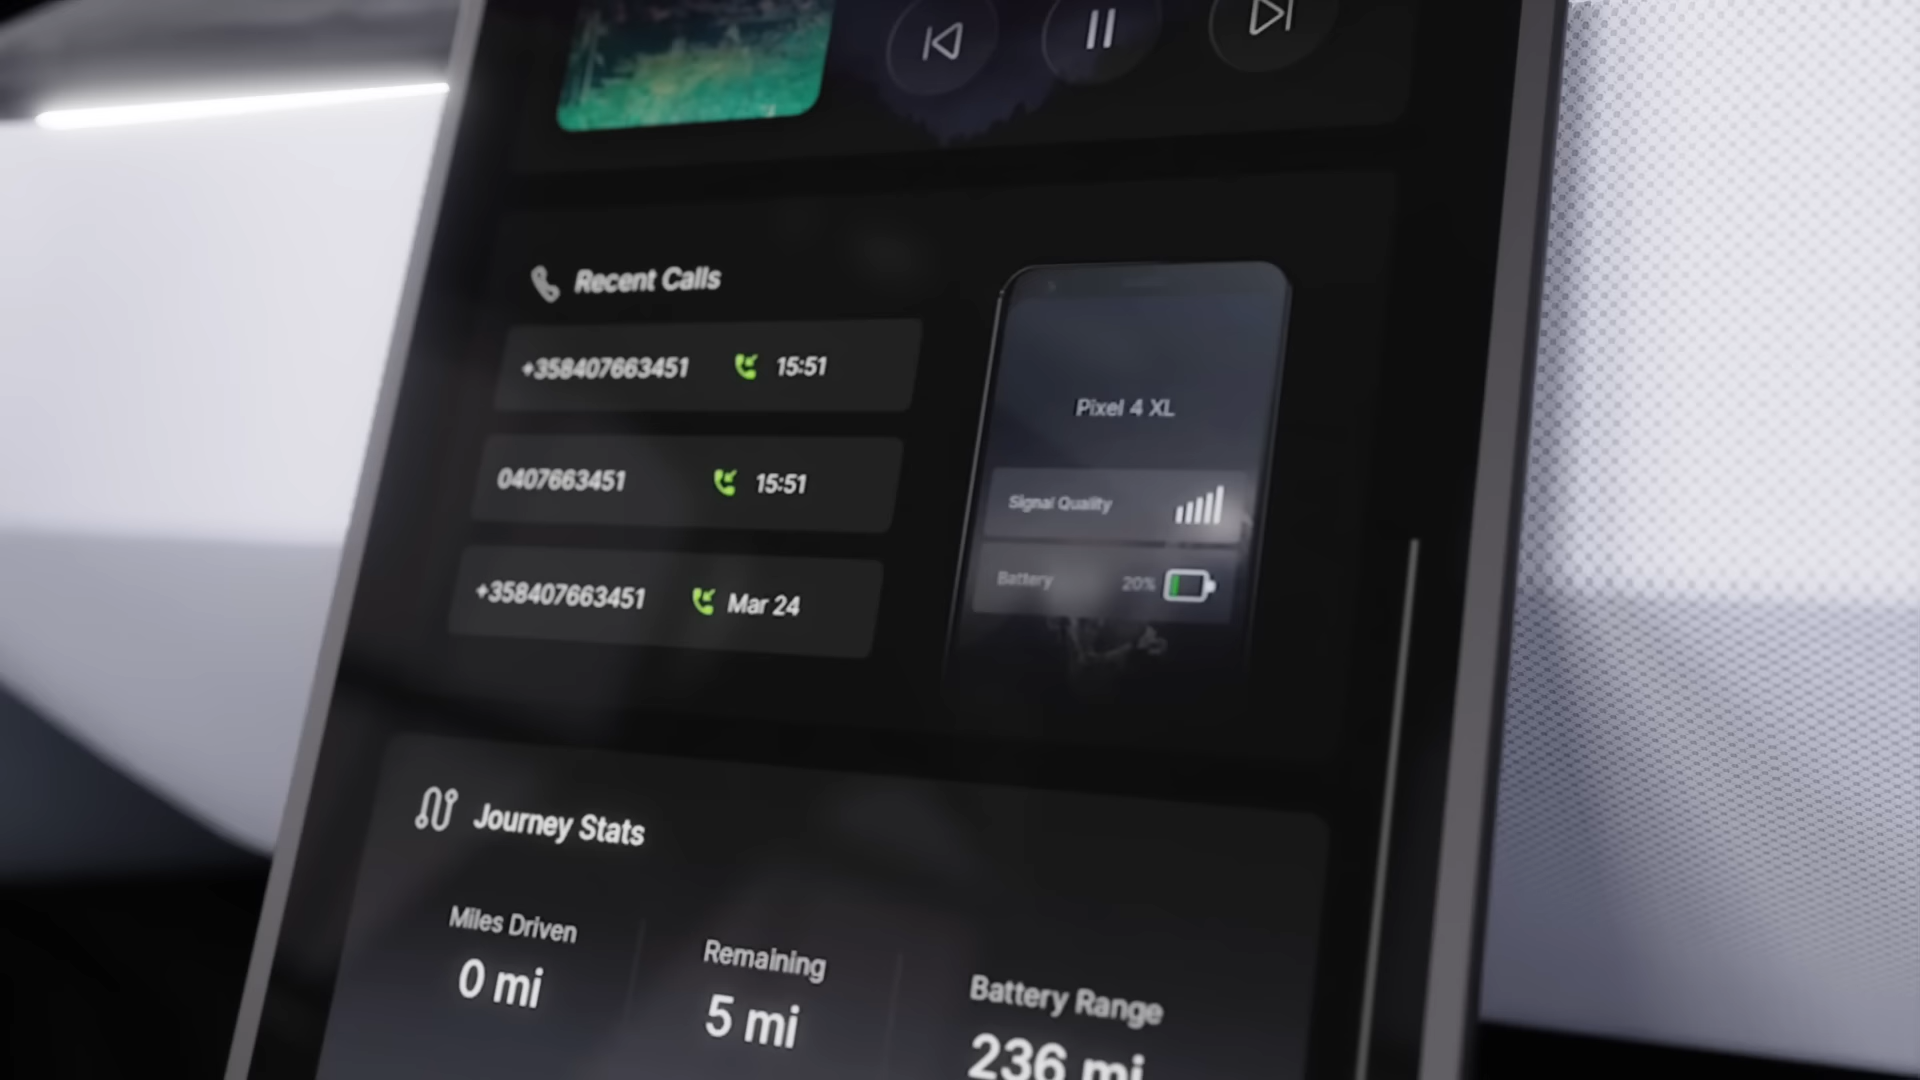 Recent Calls
+358407663451 15:51
0407663451 15:51
+358407663451 Mar 24
Pixel 4 XL
Signal Quality
Battery 20%
Journey Stats
Miles Driven
0 mi
Remaining
5 mi
Battery Range
236 mi